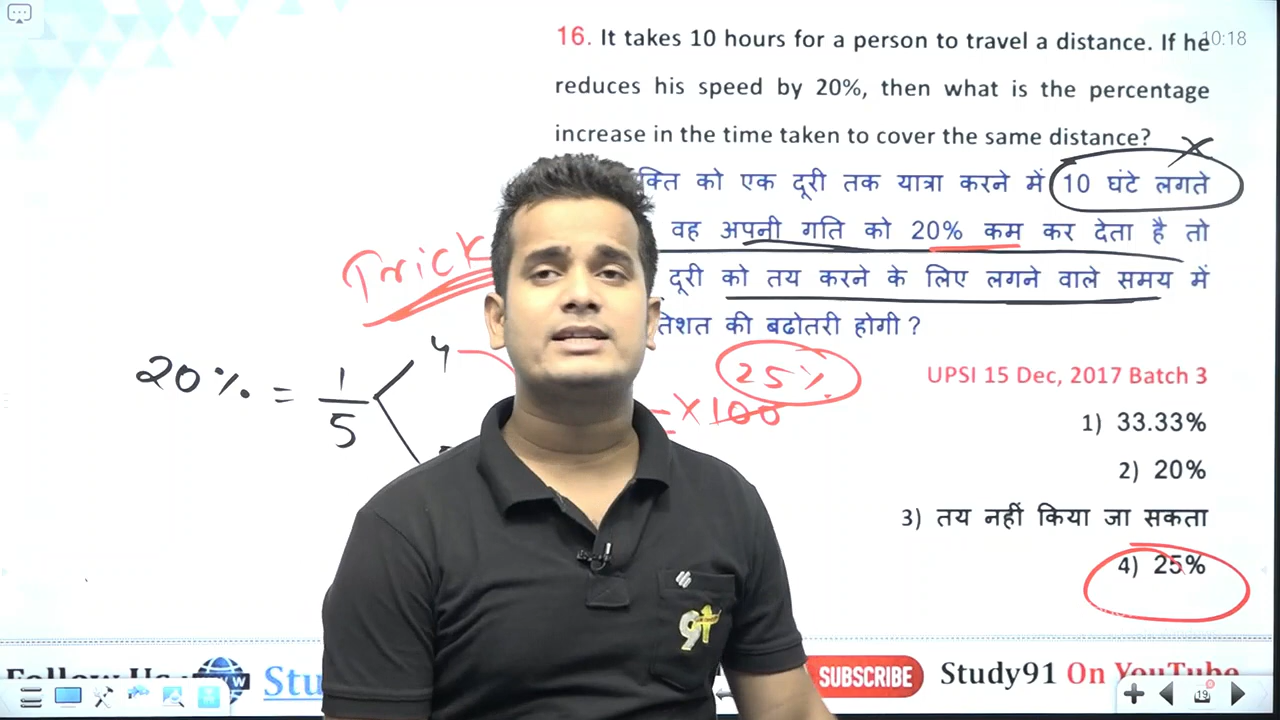 16. It takes 10 hours for a person to travel a distance. If he
10:18
reduces his speed by 20%, then what is the percentage
increase in the time taken to cover the same distance?
क्ति को एक दूरी तक यात्रा करने में 10 घंटे लगते
वह अपनी गति को 20% कम कर देता है तो
दूरी को तय करने के लिए लगने वाले समय में
तिशत की बढोतरी होगी ?
Trick
20% = 1/5
4
25%
×100
UPSI 15 Dec, 2017 Batch 3
1) 33.33%
2) 20%
3) तय नहीं किया जा सकता
4) 25%
9t
Follow Us
W
Stu
SUBSCRIBE
Study91 On YouTube
19